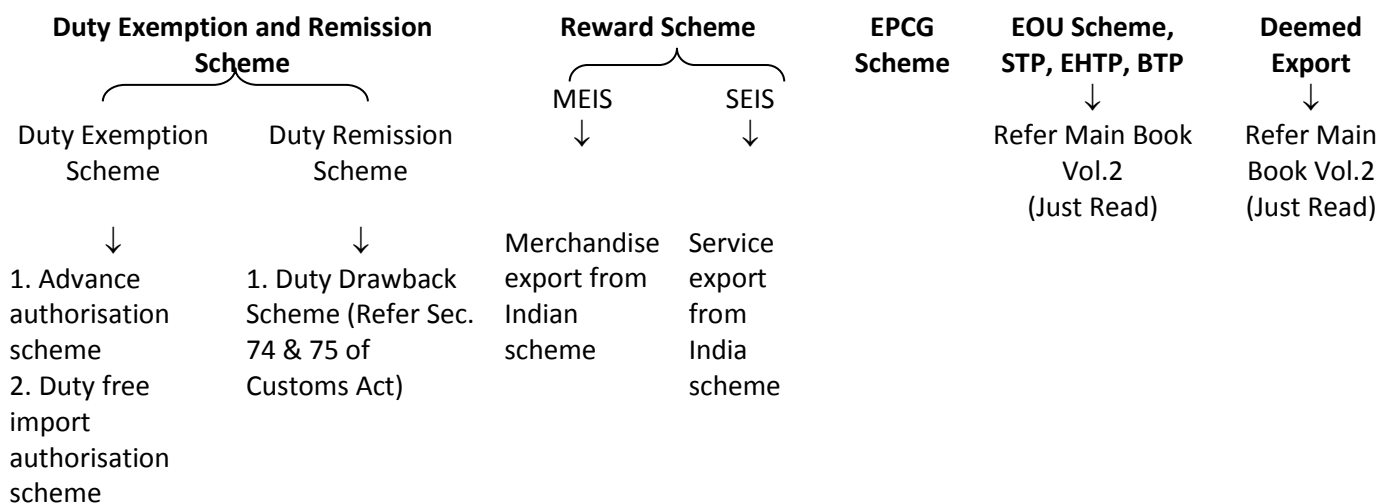 Duty Exemption and Remission
Scheme
Duty Exemption
Scheme
↓
1. Advance
authorisation
scheme
2. Duty free
import
authorisation
scheme
Duty Remission
Scheme
↓
1. Duty Drawback
Scheme (Refer Sec.
74 & 75 of
Customs Act)
Reward Scheme
MEIS
↓
Merchandise
export from
Indian
scheme
SEIS
↓
Service
export
from
India
scheme
EPCG
Scheme
EOU Scheme,
STP, EHTP, BTP
↓
Refer Main Book
Vol.2
(Just Read)
Deemed
Export
↓
Refer Main
Book Vol.2
(Just Read)